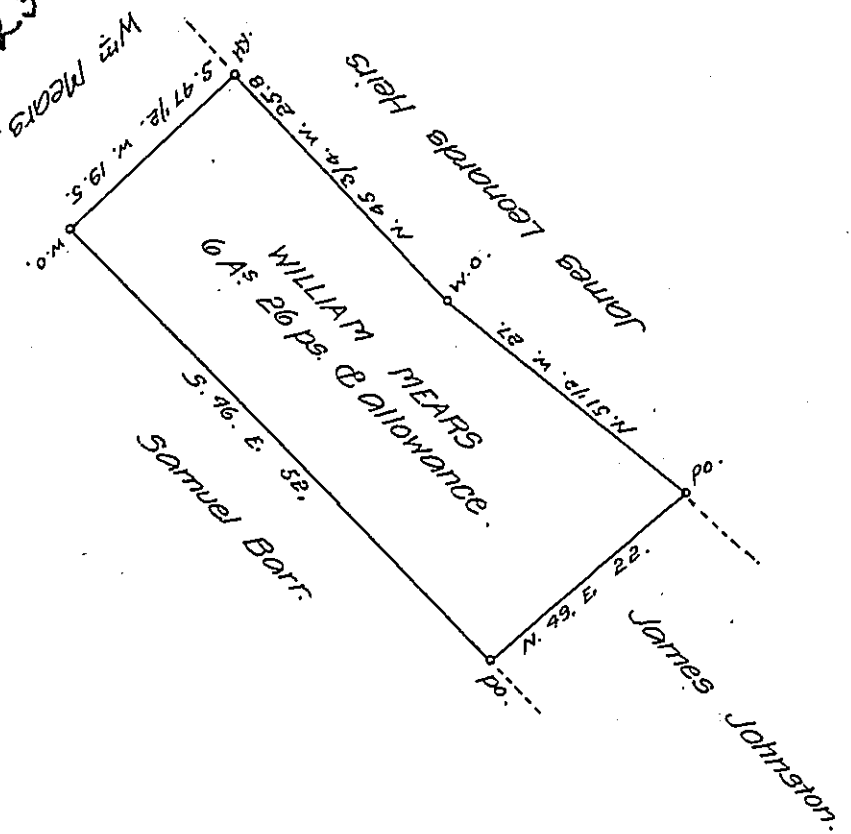 Wm Mears
James Leonards Heirs
S. 47 1/2. W. 19.5.
N. 45 3/4. W. 25.8
w.o.
w.o.
N. 51 1/2. W. 27.
WILLIAM MEARS
6 As. 26 ps. & allowance.
S. 46. E. 52.
Samuel Barr.
po.
N. 49. E. 22.
po.
James Johnston.